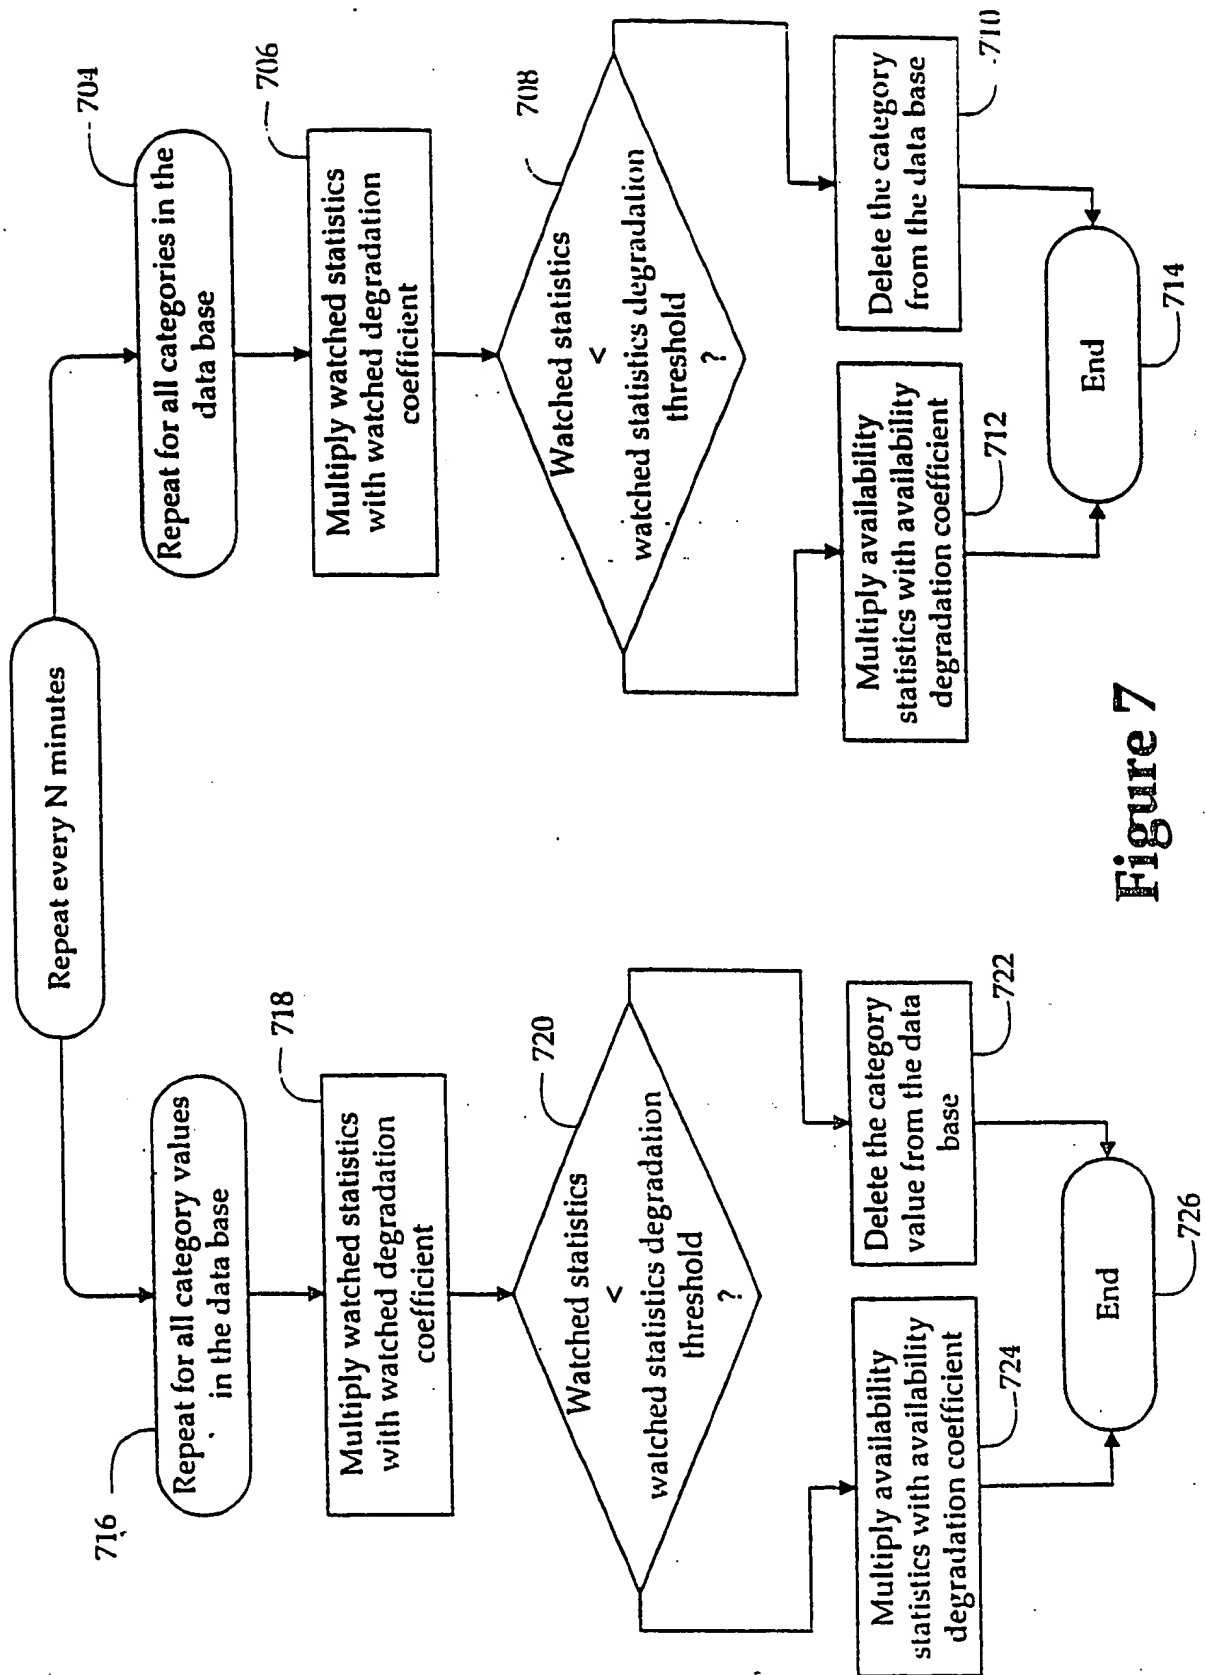 Repeat every N minutes
716
Repeat for all category values
in the data base
718
Multiply watched statistics
with watched degradation
coefficient
720
Watched statistics
<
watched statistics degradation
threshold
?
Multiply availability
statistics with availability
degradation coefficient
724
Delete the category
value from the data
base
722
End
726
704
Repeat for all categories in the
data base
706
Multiply watched statistics
with watched degradation
coefficient
708
Watched statistics
<
watched statistics degradation
threshold
?
Multiply availability
statistics with availability
degradation coefficient
712
Delete the category
from the data base
710
End
714
Figure 7